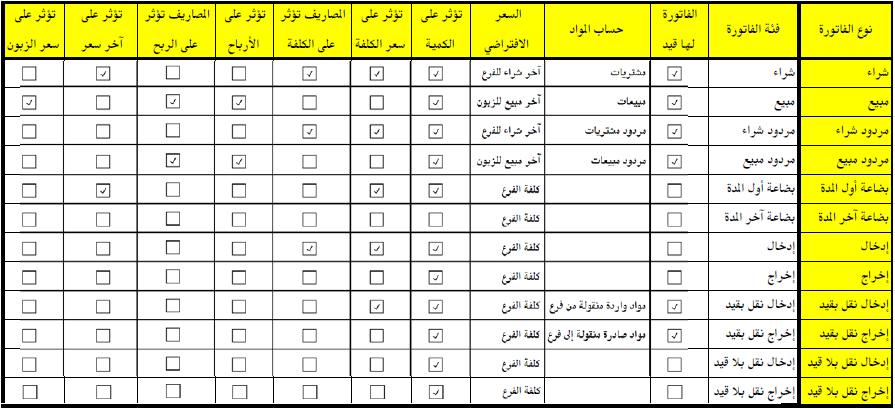 نوع الفاتورة فئة الفاتورة الفاتورة لها قيد حساب المواد السعر الافتراضي تؤثر على الكمية تؤثر على سعر الكلفة المصاريف تؤثر على الكلفة تؤثر على الأرباح المصاريف تؤثر على الربح تؤثر على آخر سعر تؤثر على سعر الزبون
شراء شراء ☑ مشتريات آخر شراء للفرع ☑ ☑ ☑ ☐ ☐ ☑ ☐
مبيع مبيع ☑ مبيعات آخر مبيع للزبون ☑ ☐ ☐ ☑ ☑ ☐ ☑
مردود شراء مردود شراء ☑ مردود مشتريات آخر شراء للفرع ☑ ☑ ☑ ☐ ☐ ☐ ☐
مردود مبيع مردود مبيع ☑ مردود مبيعات آخر مبيع للزبون ☑ ☐ ☐ ☑ ☑ ☐ ☐
بضاعة أول المدة بضاعة أول المدة ☐ كلفة الفرع ☑ ☑ ☐ ☐ ☐ ☑ ☐
بضاعة آخر المدة بضاعة آخر المدة ☐ كلفة الفرع ☐ ☐ ☐ ☐ ☐ ☐ ☐
إدخال إدخال ☐ كلفة الفرع ☑ ☑ ☑ ☐ ☐ ☐ ☐
إخراج إخراج ☐ كلفة الفرع ☑ ☐ ☐ ☐ ☐ ☐ ☐
إدخال نقل بقيد إدخال نقل بقيد ☑ مواد واردة منقولة من فرع كلفة الفرع ☑ ☑ ☐ ☐ ☐ ☐ ☐
إخراج نقل بقيد إخراج نقل بقيد ☑ مواد صادرة منقولة إلى فرع كلفة الفرع ☑ ☐ ☐ ☐ ☐ ☐ ☐
إدخال نقل بلا قيد إدخال نقل بلا قيد ☐ كلفة الفرع ☑ ☐ ☐ ☐ ☐ ☐ ☐
إخراج نقل بلا قيد إخراج نقل بلا قيد ☐ كلفة الفرع ☑ ☐ ☐ ☐ ☐ ☐ ☐